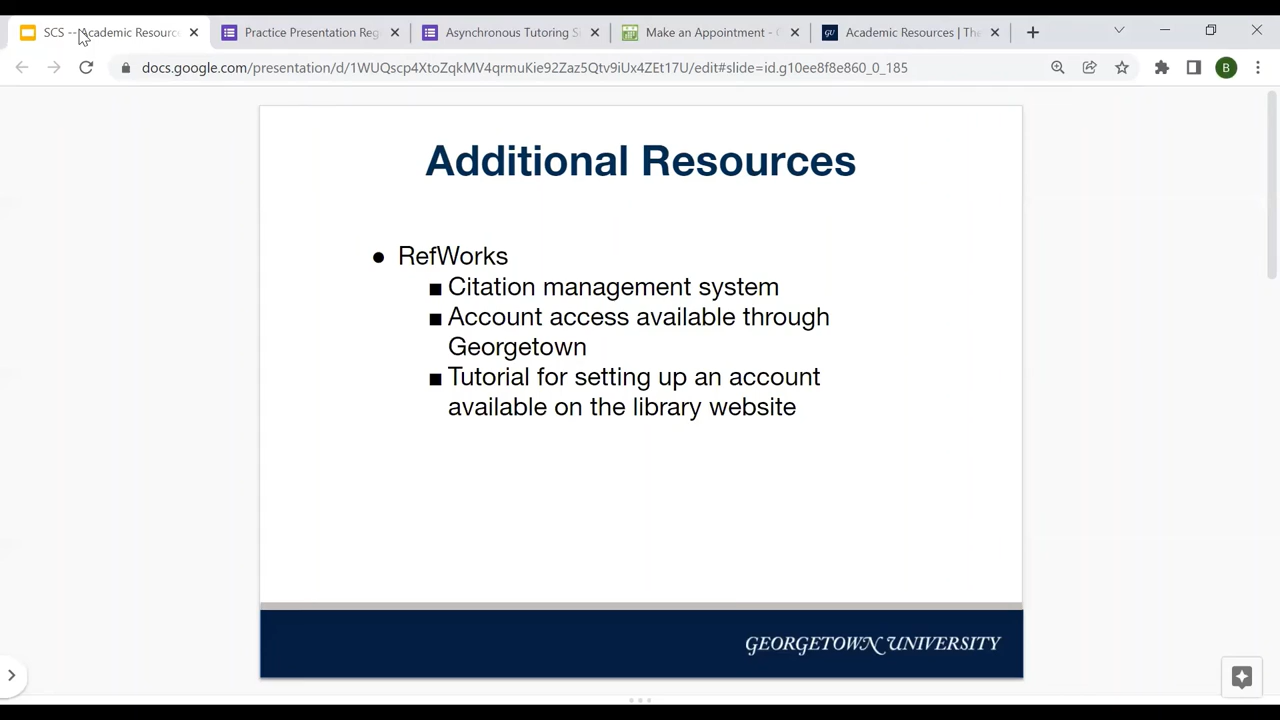 SCS -- Academic Resourc
Practice Presentation Reg
Asynchronous Tutoring S
Make an Appointment -
Academic Resources | The
docs.google.com/presentation/d/1WUQscp4XtoZqkMV4qrmuKie92Zaz5Qtv9iUx4ZEt17U/edit#slide=id.g10ee8f8e860_0_185
B
Additional Resources
● RefWorks
■ Citation management system
■ Account access available through
Georgetown
■ Tutorial for setting up an account
available on the library website
GEORGETOWN UNIVERSITY